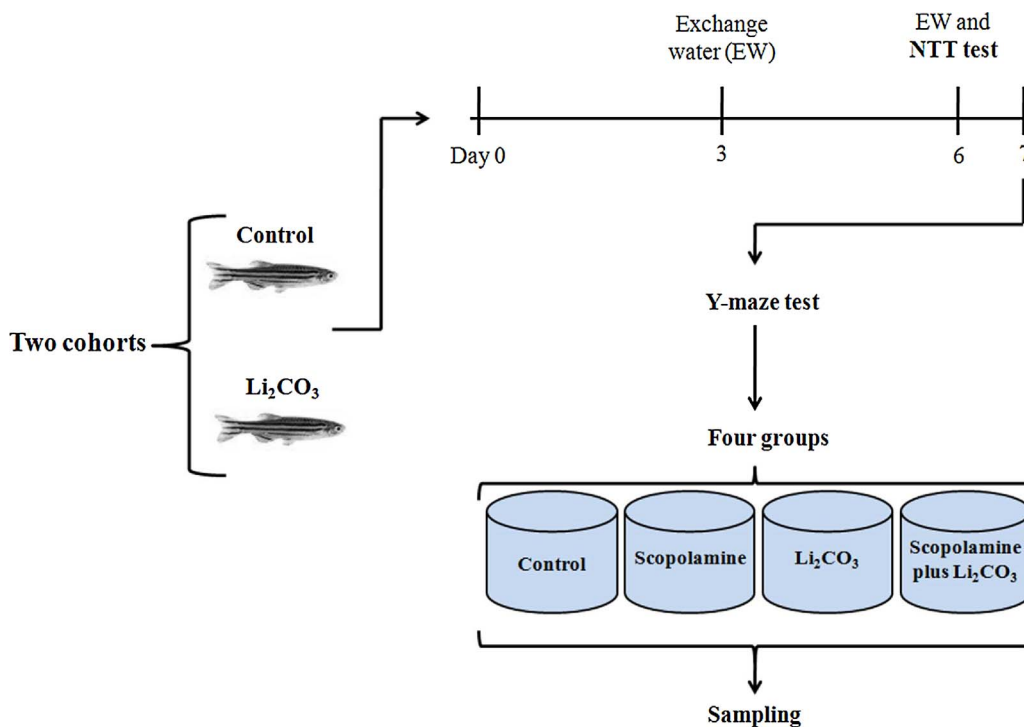 Exchange
water (EW)
EW and
NTT test
Day 0
3
6
7
Control
Two cohorts
Li₂CO₃
Y-maze test
Four groups
Control
Scopolamine
Li₂CO₃
Scopolamine
plus Li₂CO₃
Sampling